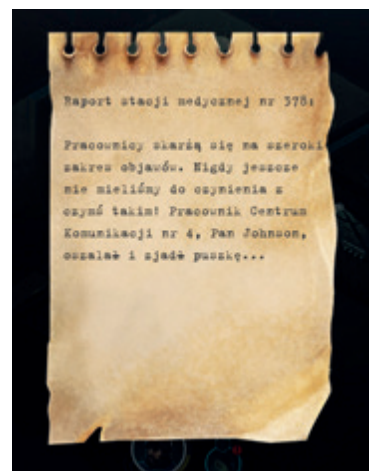 Raport stacji medycznej nr 378:
Pracownicy skarżą się na szeroki
zakres objawów. Nigdy jeszcze
nie mieliśmy do czynienia z
czymś takim! Pracownik Centrum
Komunikacji nr 4, Pan Johnson,
oszalał i zjadł puszkę...